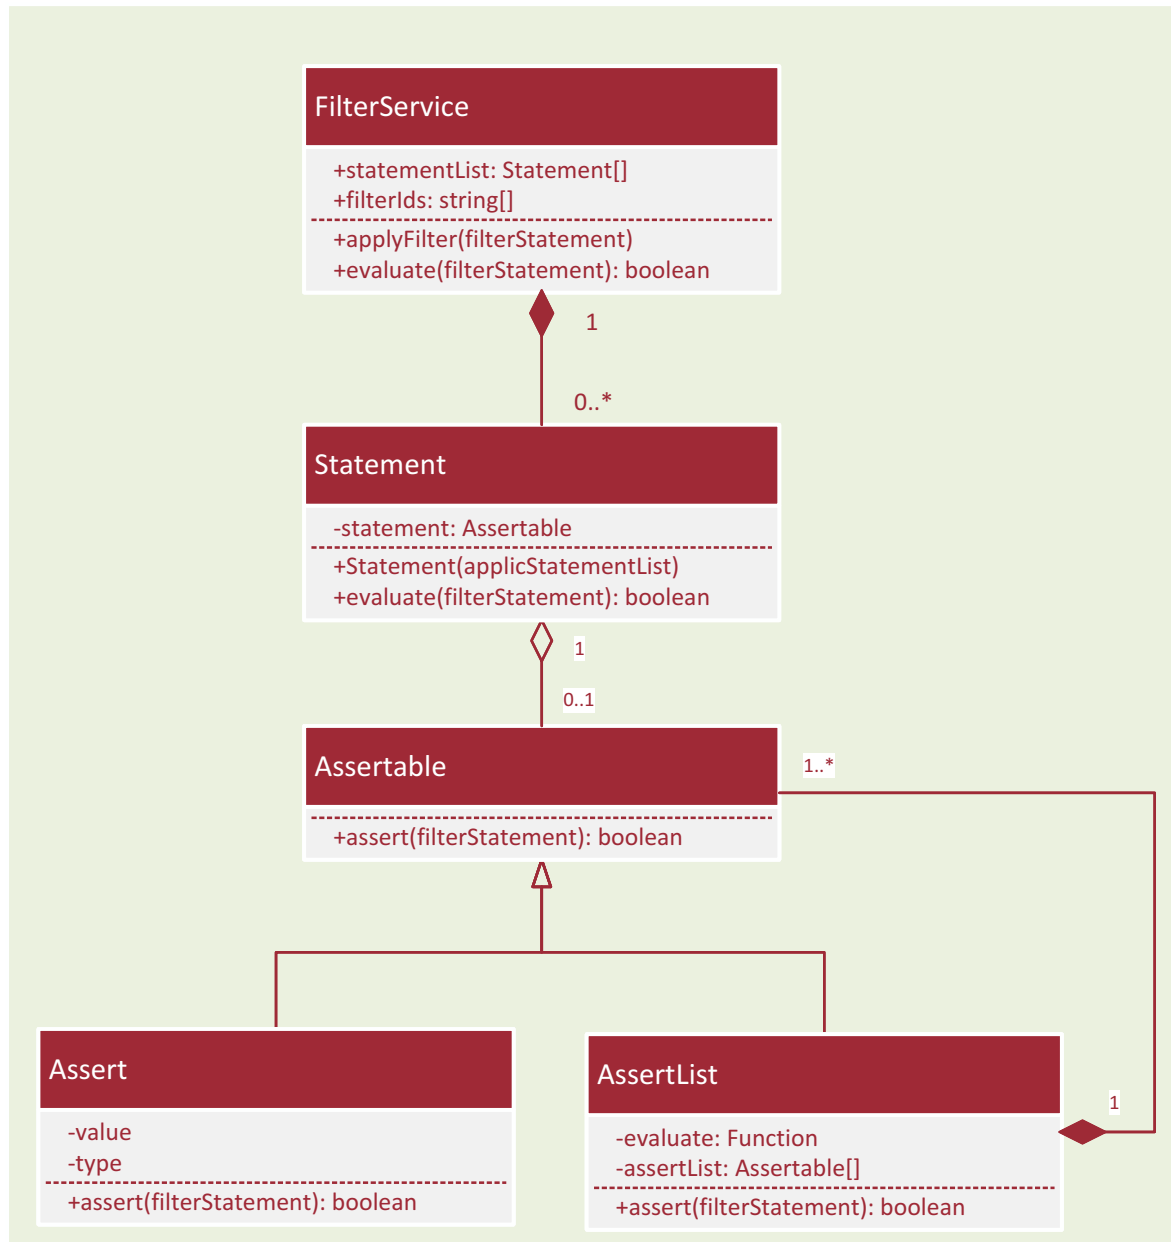 FilterService
+statementList: Statement[]
+filterIds: string[]
+applyFilter(filterStatement)
+evaluate(filterStatement): boolean
1
0..*
Statement
-statement: Assertable
+Statement(applicStatementList)
+evaluate(filterStatement): boolean
1
0..1
Assertable
1..*
+assert(filterStatement): boolean
Assert
-value
-type
+assert(filterStatement): boolean
AssertList
1
-evaluate: Function
-assertList: Assertable[]
+assert(filterStatement): boolean